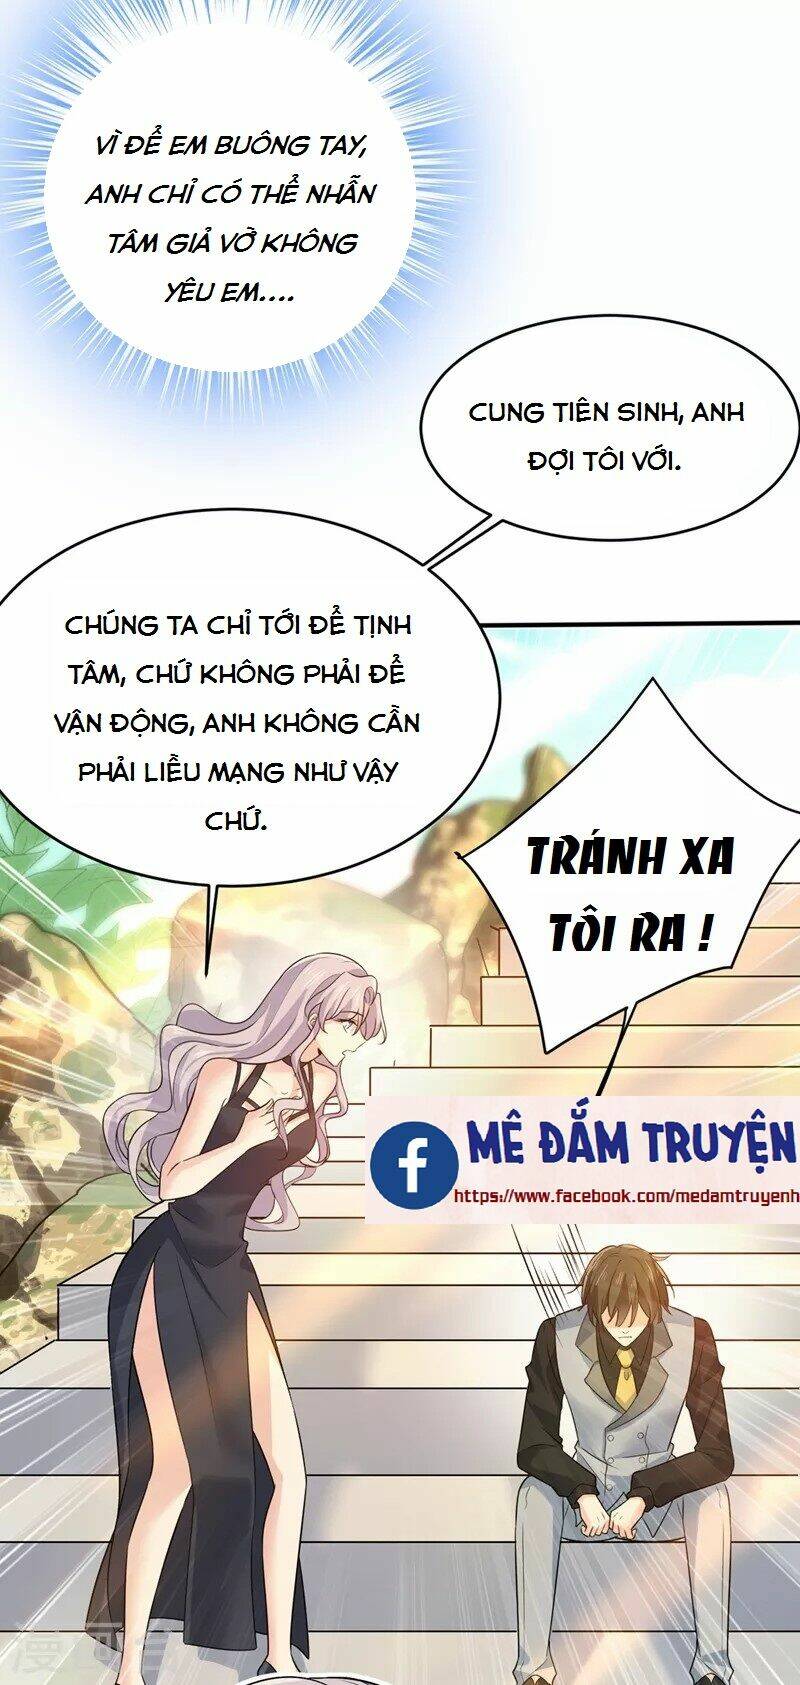 VÌ ĐỂ EM BUÔNG TAY,
ANH CHỈ CÓ THỂ NHẪN
TÂM GIẢ VỜ KHÔNG
YÊU EM....
CUNG TIÊN SINH, ANH
ĐỢI TÔI VỚI.
CHÚNG TA CHỈ TỚI ĐỂ TỊNH
TÂM, CHỨ KHÔNG PHẢI ĐỂ
VẬN ĐỘNG, ANH KHÔNG CẦN
PHẢI LIỀU MẠNG NHƯ VẬY
CHỨ.
TRÁNH XA
TÔI RA !
MÊ ĐẮM TRUYỆN
https://www.facebook.com/medamtruyenh
漫画台